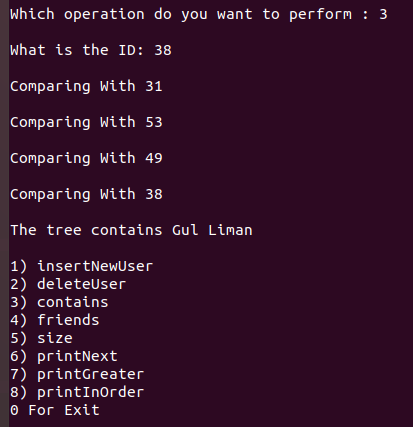 Which operation do you want to perform : 3
What is the ID: 38
Comparing With 31
Comparing With 53
Comparing With 49
Comparing With 38
The tree contains Gul Liman
1) insertNewUser
2) deleteUser
3) contains
4) friends
5) size
6) printNext
7) printGreater
8) printInOrder
0 For Exit